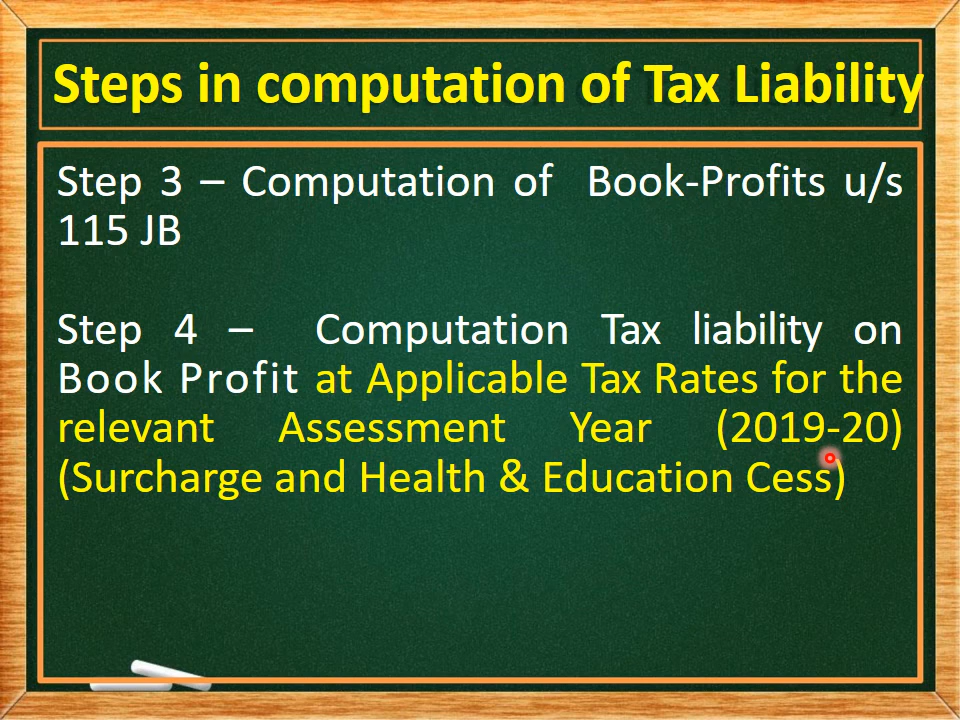 Steps in computation of Tax Liability
Step 3 – Computation of Book-Profits u/s
115 JB
Step 4 – Computation Tax liability on
Book Profit at Applicable Tax Rates for the
relevant Assessment Year (2019-20)
(Surcharge and Health & Education Cess)